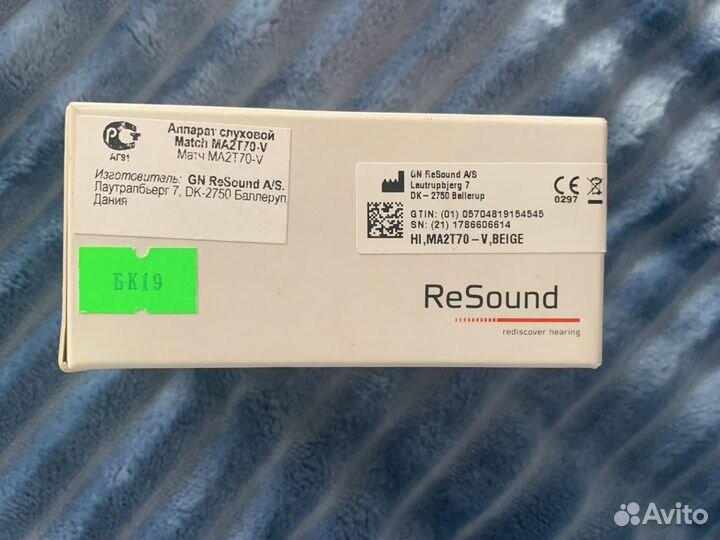 АГ91
Аппарат слуховой
Match MA2T70-V
Матч MA2T70-V
Изготовитель: GN ReSound A/S.
Лаутрапбьерг 7, DK-2750 Баллеруп,
Дания
БК19
GN ReSound A/S
Lautrupbjerg 7
DK-2750 Ballerup
CE
0297
GTIN: (01) 05704819154545
SN: (21) 1786606614
HI,MA2T70-V,BEIGE
ReSound
rediscover hearing
Avito